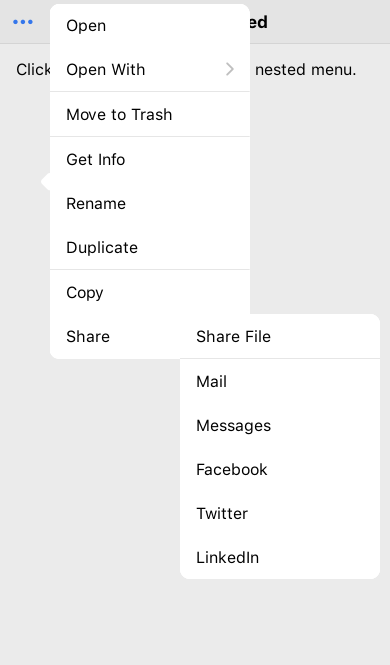 ••• ed
Click nested menu.
Open
Open With
Move to Trash
Get Info
Rename
Duplicate
Copy
Share
Share File
Mail
Messages
Facebook
Twitter
LinkedIn